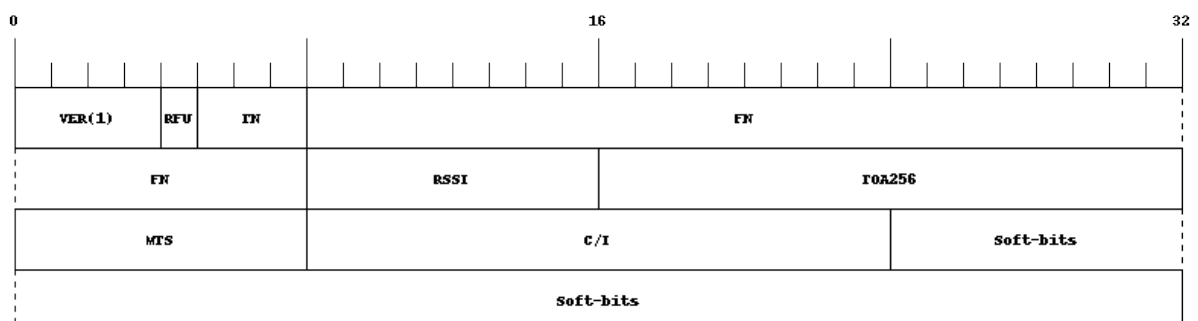 0 16 32
VER(1) RFU TN FN
FN RSSI TOA256
MTS C/I Soft-bits
Soft-bits